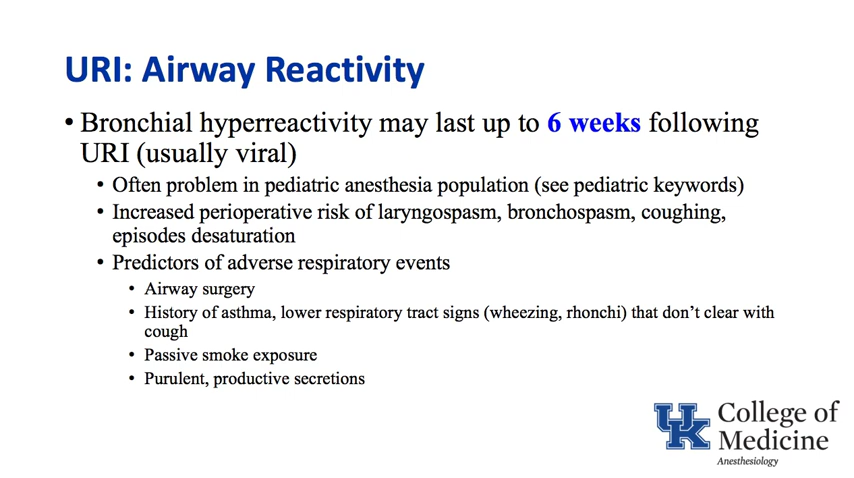 URI: Airway Reactivity
• Bronchial hyperreactivity may last up to 6 weeks following
URI (usually viral)
• Often problem in pediatric anesthesia population (see pediatric keywords)
• Increased perioperative risk of laryngospasm, bronchospasm, coughing,
episodes desaturation
• Predictors of adverse respiratory events
• Airway surgery
• History of asthma, lower respiratory tract signs (wheezing, rhonchi) that don’t clear with
cough
• Passive smoke exposure
• Purulent, productive secretions
UK
College of
Medicine
Anesthesiology